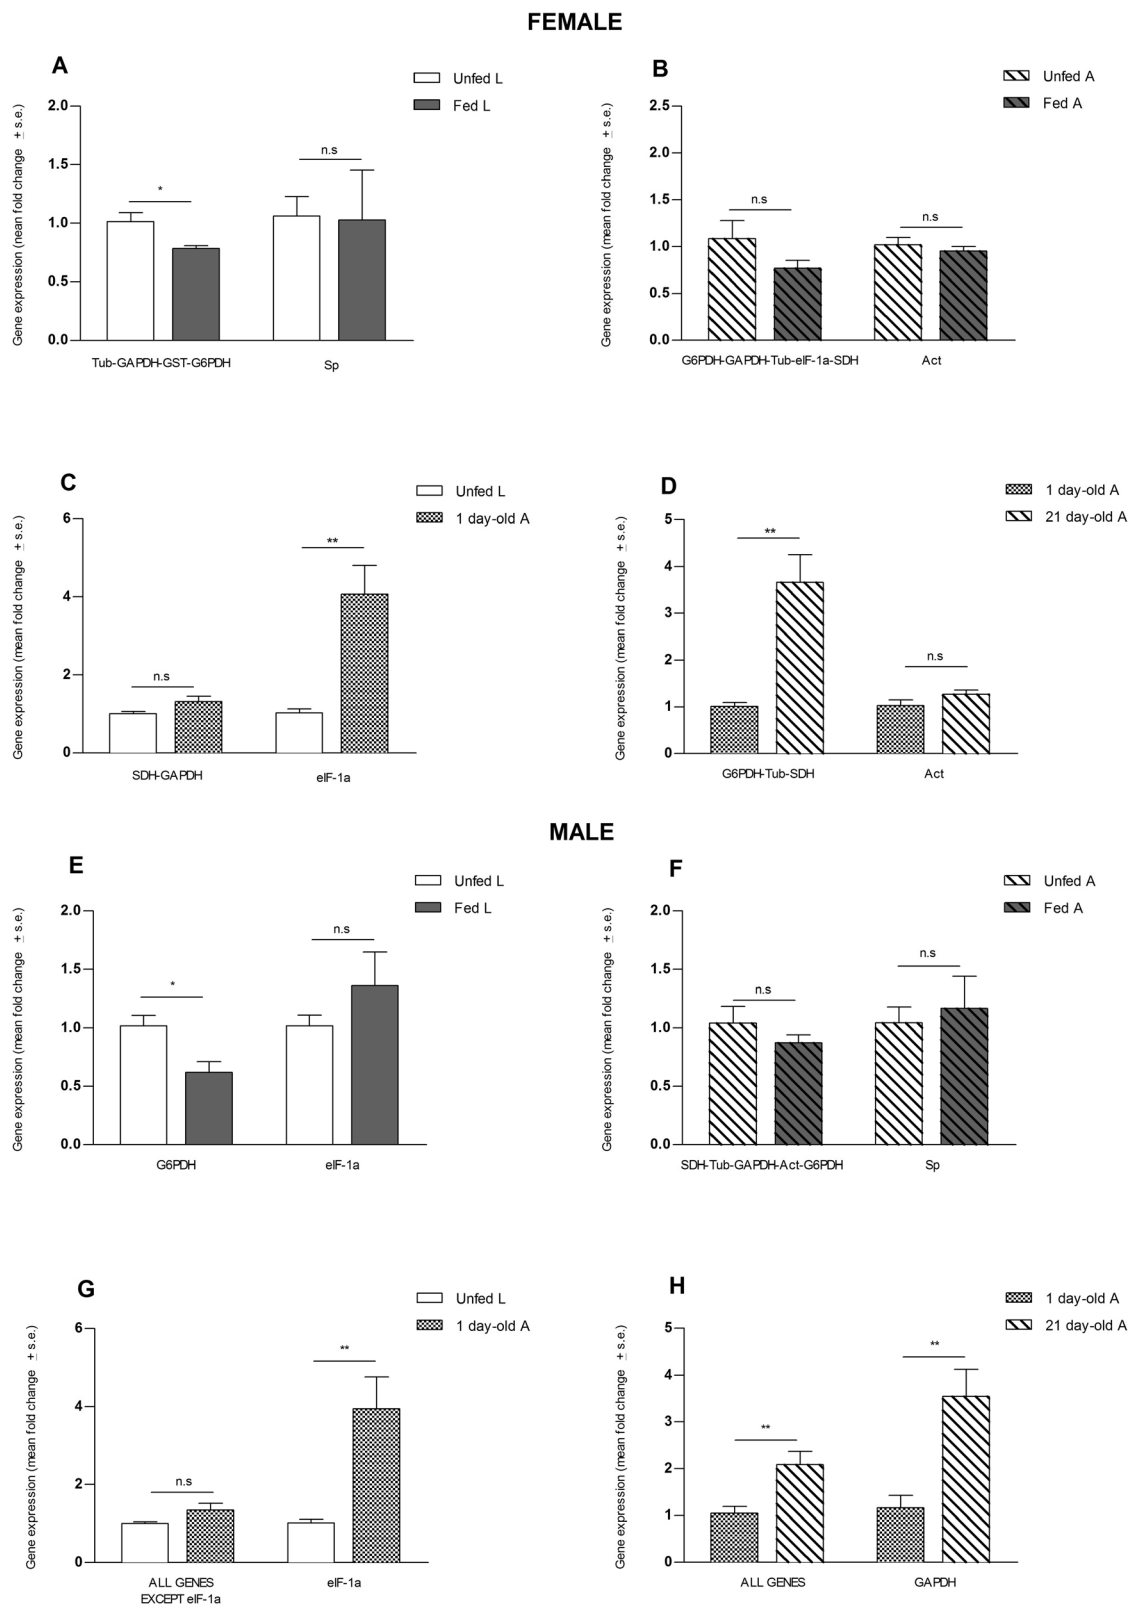 FEMALE
A
Unfed L
Fed L
Gene expression (nean fold change ± s.e.)
2.0
1.5
1.0
0.5
0.0
*
n.s
Tub-GAPDH-GST-G6PDH
Sp
B
Unfed A
Fed A
Gene expression (mean fold change ± s.e.)
2.5
2.0
1.5
1.0
0.5
0.0
n.s
n.s
G6PDH-GAPDH-Tub-eIF-1a-SDH
Act
C
Unfed L
1 day-old A
Gene expression (mean fold change ± s.e.)
6
4
2
0
n.s
**
SDH-GAPDH
eIF-1a
D
1 day-old A
21 day-old A
Gene expression (mean fold change ± s.e.)
5
4
3
2
1
0
**
n.s
G6PDH-Tub-SDH
Act
MALE
E
Unfed L
Fed L
Gene expression (mean fold change ± s.e.)
2.0
1.5
1.0
0.5
0.0
*
n.s
G6PDH
eIF-1a
F
Unfed A
Fed A
Gene expression (mean fold change ± s.e.)
2.0
1.5
1.0
0.5
0.0
n.s
n.s
SDH-Tub-GAPDH-Act-G6PDH
Sp
G
Unfed L
1 day-old A
Gene expression (mean fold change ± s.e.)
6
4
2
0
n.s
**
ALL GENES
EXCEPT eIF-1a
eIF-1a
H
1 day-old A
21 day-old A
Gene expression (mean fold change ± s.e.)
5
4
3
2
1
0
**
**
ALL GENES
GAPDH